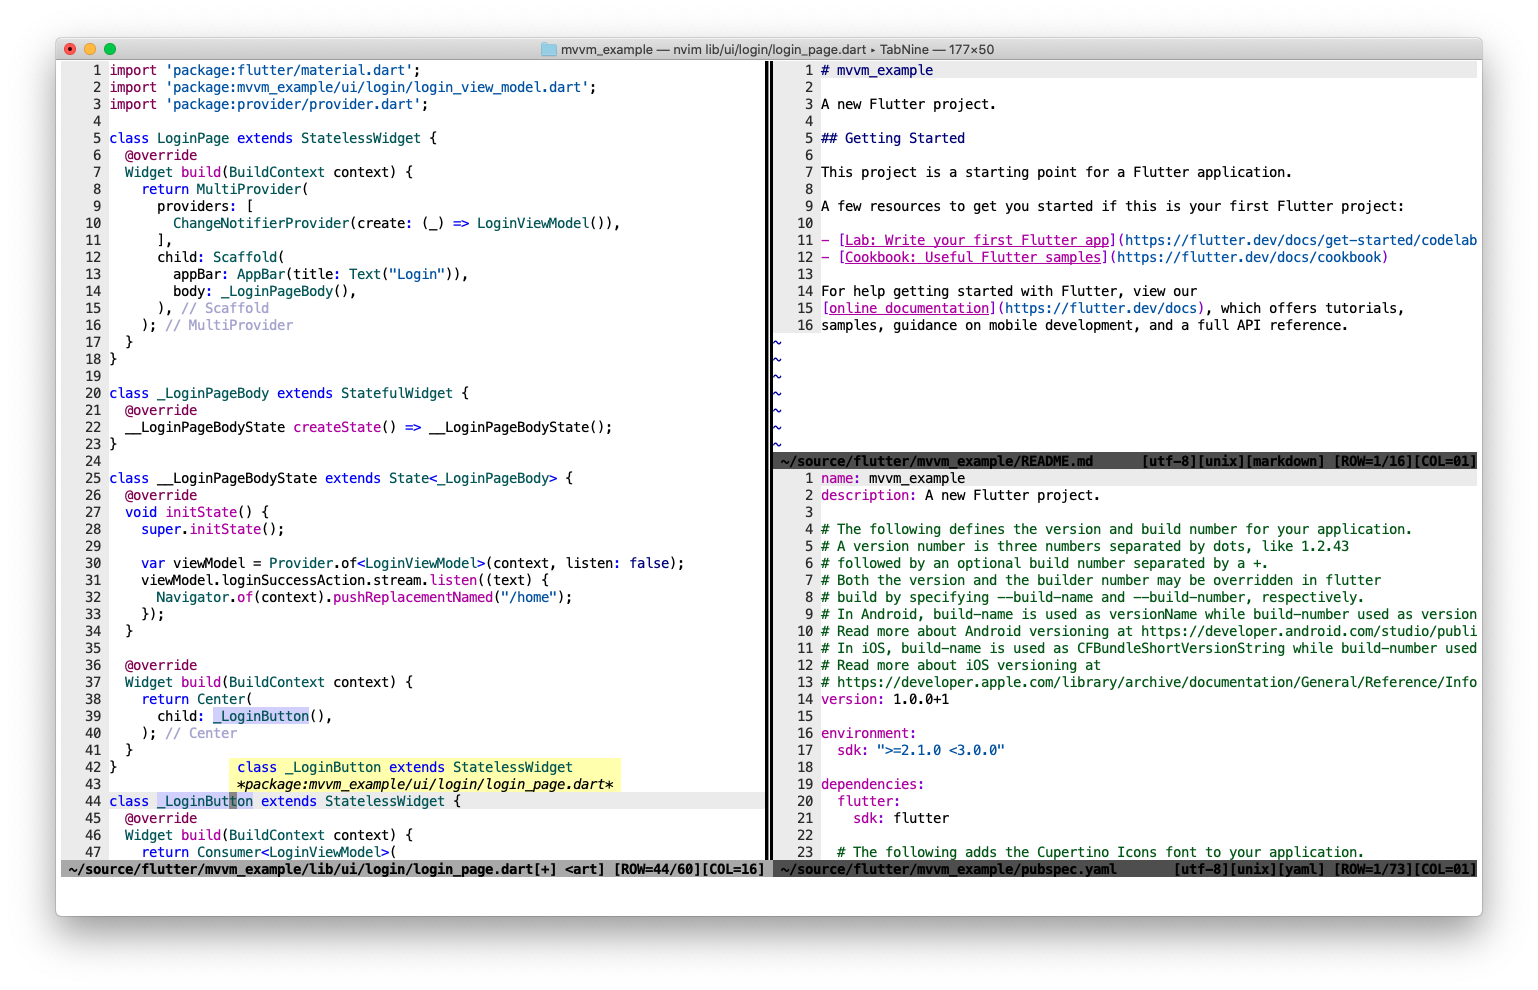 mvvm_example — nvim lib/ui/login/login_page.dart ▸ TabNine — 177×50
1 import 'package:flutter/material.dart';
2 import 'package:mvvm_example/ui/login/login_view_model.dart';
3 import 'package:provider/provider.dart';
4
5 class LoginPage extends StatelessWidget {
6   @override
7   Widget build(BuildContext context) {
8     return MultiProvider(
9       providers: [
10         ChangeNotifierProvider(create: (_) => LoginViewModel()),
11       ],
12       child: Scaffold(
13         appBar: AppBar(title: Text("Login")),
14         body: _LoginPageBody(),
15       ), // Scaffold
16     ); // MultiProvider
17   }
18 }
19
20 class _LoginPageBody extends StatefulWidget {
21   @override
22   __LoginPageBodyState createState() => __LoginPageBodyState();
23 }
24
25 class __LoginPageBodyState extends State<_LoginPageBody> {
26   @override
27   void initState() {
28     super.initState();
29
30     var viewModel = Provider.of<LoginViewModel>(context, listen: false);
31     viewModel.loginSuccessAction.stream.listen((text) {
32       Navigator.of(context).pushReplacementNamed("/home");
33     });
34   }
35
36   @override
37   Widget build(BuildContext context) {
38     return Center(
39       child: _LoginButton(),
40     ); // Center
41   }
42 }
class _LoginButton extends StatelessWidget
43
*package:mvvm_example/ui/login/login_page.dart*
44 class _LoginButton extends StatelessWidget {
45   @override
46   Widget build(BuildContext context) {
47     return Consumer<LoginViewModel>(
~/source/flutter/mvvm_example/lib/ui/login/login_page.dart[+] <art] [ROW=44/60][COL=16]
1 # mvvm_example
2
3 A new Flutter project.
4
5 ## Getting Started
6
7 This project is a starting point for a Flutter application.
8
9 A few resources to get you started if this is your first Flutter project:
10
11 - [Lab: Write your first Flutter app](https://flutter.dev/docs/get-started/codelab
12 - [Cookbook: Useful Flutter samples](https://flutter.dev/docs/cookbook)
13
14 For help getting started with Flutter, view our
15 [online documentation](https://flutter.dev/docs), which offers tutorials,
16 samples, guidance on mobile development, and a full API reference.
~
~
~
~
~
~
~
~/source/flutter/mvvm_example/README.md [utf-8][unix][markdown] [ROW=1/16][COL=01]
1 name: mvvm_example
2 description: A new Flutter project.
3
4 # The following defines the version and build number for your application.
5 # A version number is three numbers separated by dots, like 1.2.43
6 # followed by an optional build number separated by a +.
7 # Both the version and the builder number may be overridden in flutter
8 # build by specifying --build-name and --build-number, respectively.
9 # In Android, build-name is used as versionName while build-number used as version
10 # Read more about Android versioning at https://developer.android.com/studio/publi
11 # In iOS, build-name is used as CFBundleShortVersionString while build-number used
12 # Read more about iOS versioning at
13 # https://developer.apple.com/library/archive/documentation/General/Reference/Info
14 version: 1.0.0+1
15
16 environment:
17   sdk: ">=2.1.0 <3.0.0"
18
19 dependencies:
20   flutter:
21     sdk: flutter
22
23   # The following adds the Cupertino Icons font to your application.
~/source/flutter/mvvm_example/pubspec.yaml [utf-8][unix][yaml] [ROW=1/73][COL=01]